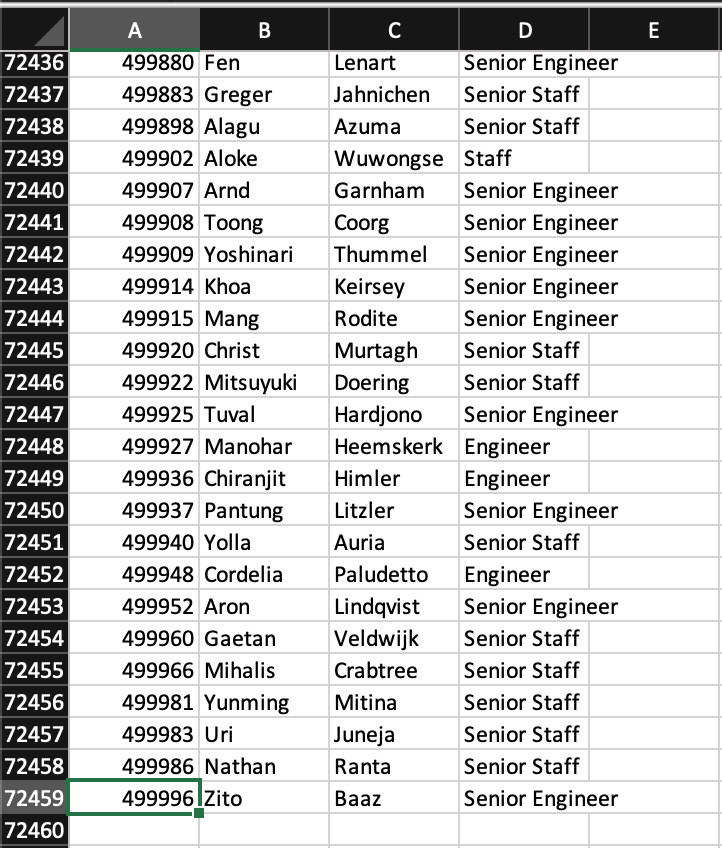 A B C D E
72436 499880 Fen Lenart Senior Engineer
72437 499883 Greger Jahnichen Senior Staff
72438 499898 Alagu Azuma Senior Staff
72439 499902 Aloke Wuwongse Staff
72440 499907 Arnd Garnham Senior Engineer
72441 499908 Toong Coorg Senior Engineer
72442 499909 Yoshinari Thummel Senior Engineer
72443 499914 Khoa Keirsey Senior Engineer
72444 499915 Mang Rodite Senior Engineer
72445 499920 Christ Murtagh Senior Staff
72446 499922 Mitsuyuki Doering Senior Staff
72447 499925 Tuval Hardjono Senior Engineer
72448 499927 Manohar Heemskerk Engineer
72449 499936 Chiranjit Himler Engineer
72450 499937 Pantung Litzler Senior Engineer
72451 499940 Yolla Auria Senior Staff
72452 499948 Cordelia Paludetto Engineer
72453 499952 Aron Lindqvist Senior Engineer
72454 499960 Gaetan Veldwijk Senior Staff
72455 499966 Mihalis Crabtree Senior Staff
72456 499981 Yunming Mitina Senior Staff
72457 499983 Uri Juneja Senior Staff
72458 499986 Nathan Ranta Senior Staff
72459 499996 Zito Baaz Senior Engineer
72460